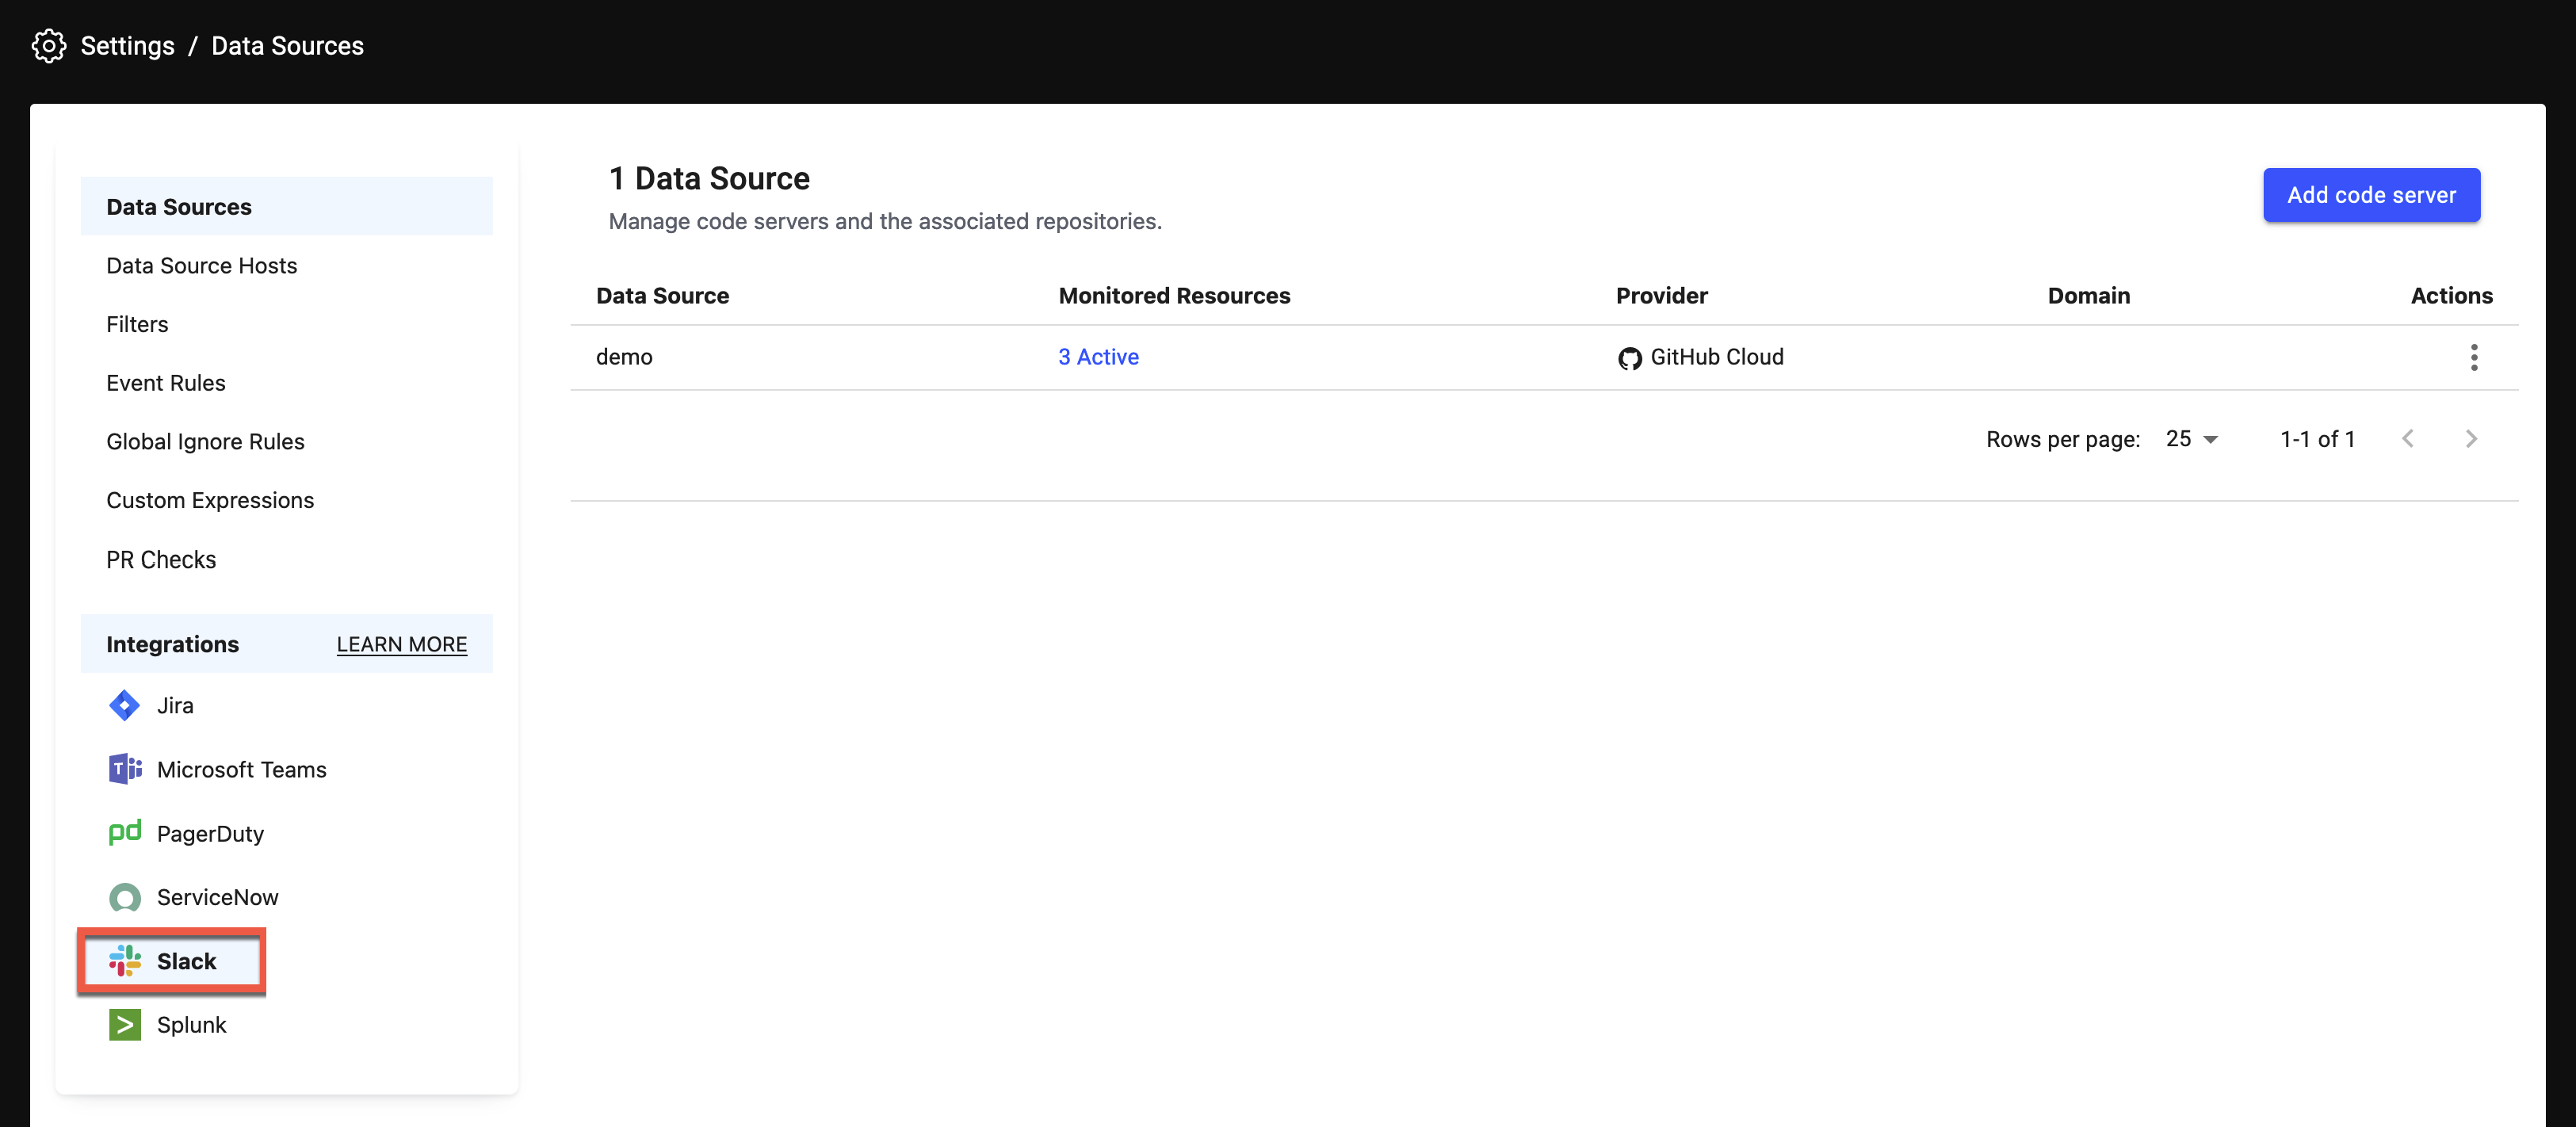 Settings / Data Sources
Data Sources
Data Source Hosts
Filters
Event Rules
Global Ignore Rules
Custom Expressions
PR Checks
Integrations LEARN MORE
Jira
Microsoft Teams
PagerDuty
ServiceNow
Slack
Splunk
1 Data Source
Manage code servers and the associated repositories.
Add code server
Data Source Monitored Resources Provider Domain Actions
demo 3 Active GitHub Cloud
Rows per page: 25 1-1 of 1